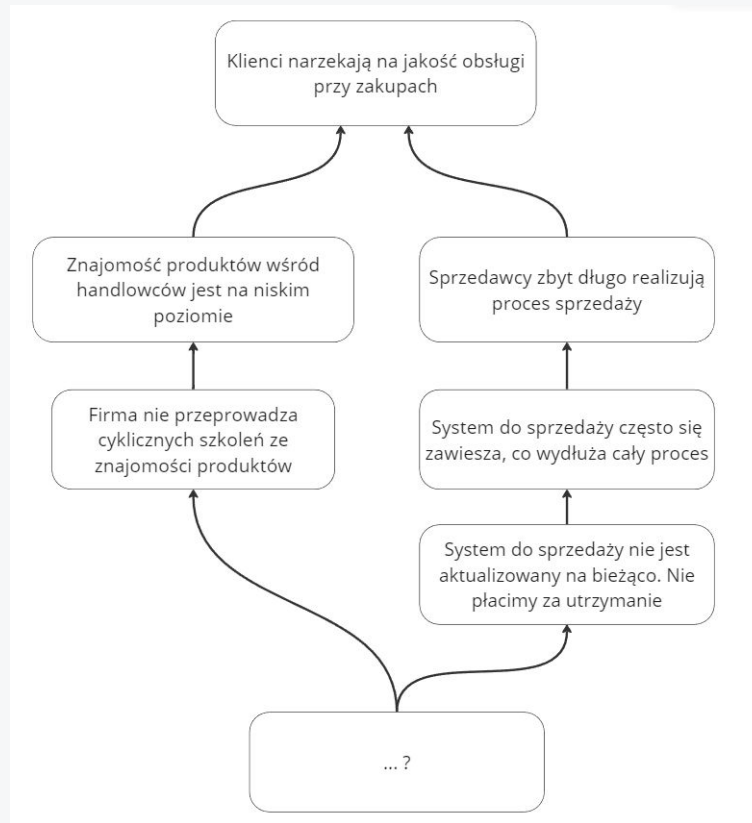 Klienci narzekają na jakość obsługi
przy zakupach
Znajomość produktów wśród
handlowców jest na niskim
poziomie
Sprzedawcy zbyt długo realizują
proces sprzedaży
Firma nie przeprowadza
cyklicznych szkoleń ze
znajomości produktów
System do sprzedaży często się
zawiesza, co wydłuża cały proces
System do sprzedaży nie jest
aktualizowany na bieżąco. Nie
płacimy za utrzymanie
... ?